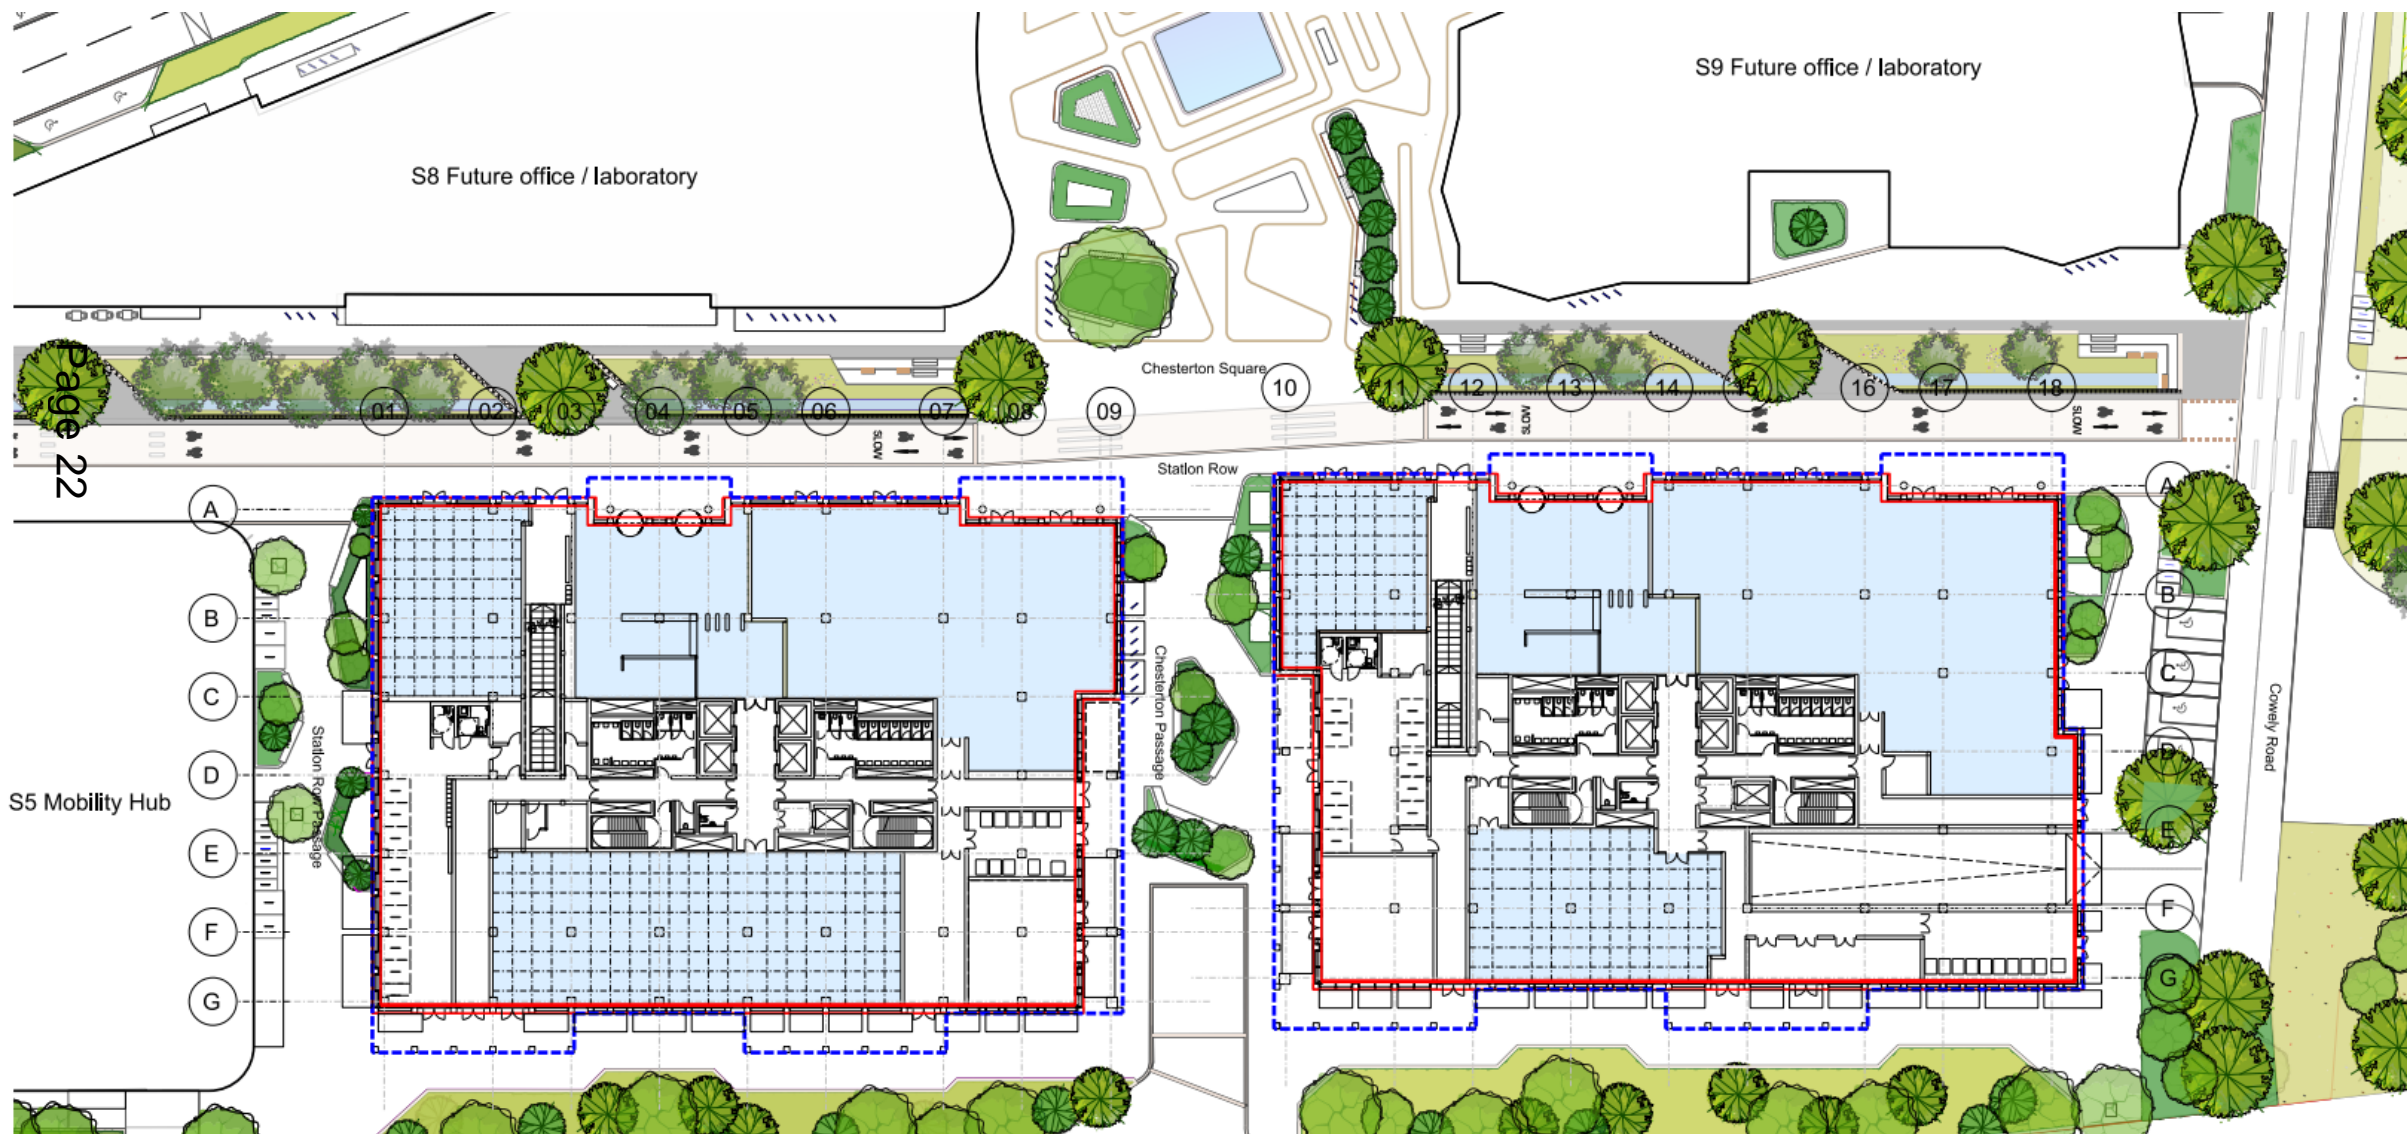 S9 Future office / laboratory
S8 Future office / laboratory
Page 22
Chesterton Square
01
02
03
04
05
06
07
08
09
10
11
12
13
14
15
16
17
18
SLOW
SLOW
SLOW
Station Row
A
B
C
D
E
F
G
A
B
C
D
E
F
G
S5 Mobility Hub
Station Row Passage
Chesterton Passage
Cowely Road